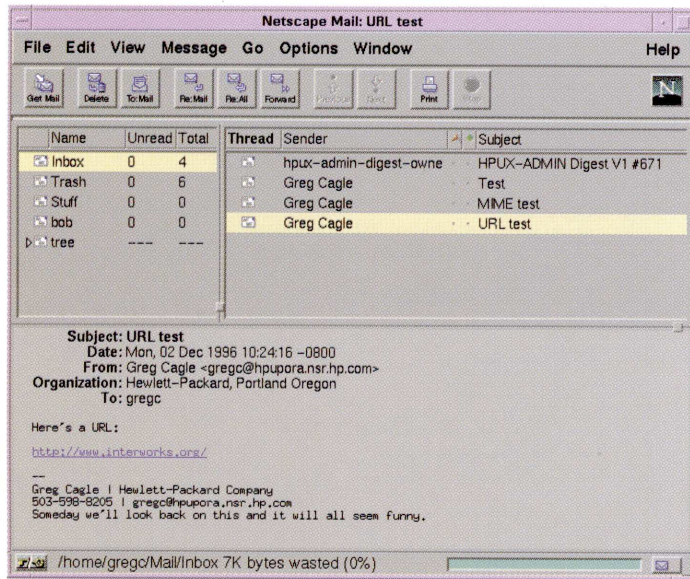 Netscape Mail: URL test
File Edit View Message Go Options Window Help
Get Mail Delete To: Mail Re: Mail Re: All Forward Previous Next Print Stop
N
Name Unread Total Thread Sender Subject
Inbox 0 4 hpux-admin-digest-owne HPUX-ADMIN Digest V1 #671
Trash 0 6 Greg Cagle Test
Stuff 0 0 Greg Cagle MIME test
bob 0 0 Greg Cagle URL test
tree --- ---
Subject: URL test
Date: Mon, 02 Dec 1996 10:24:16 -0800
From: Greg Cagle <gregc@hpupora.nsr.hp.com>
Organization: Hewlett-Packard, Portland Oregon
To: gregc
Here's a URL:
http://www.interworks.org/
--
Greg Cagle | Hewlett-Packard Company
503-598-8205 | gregc@hpupora.nsr.hp.com
Someday we'll look back on this and it will all seem funny.
/home/gregc/Mail/Inbox 7K bytes wasted (0%)